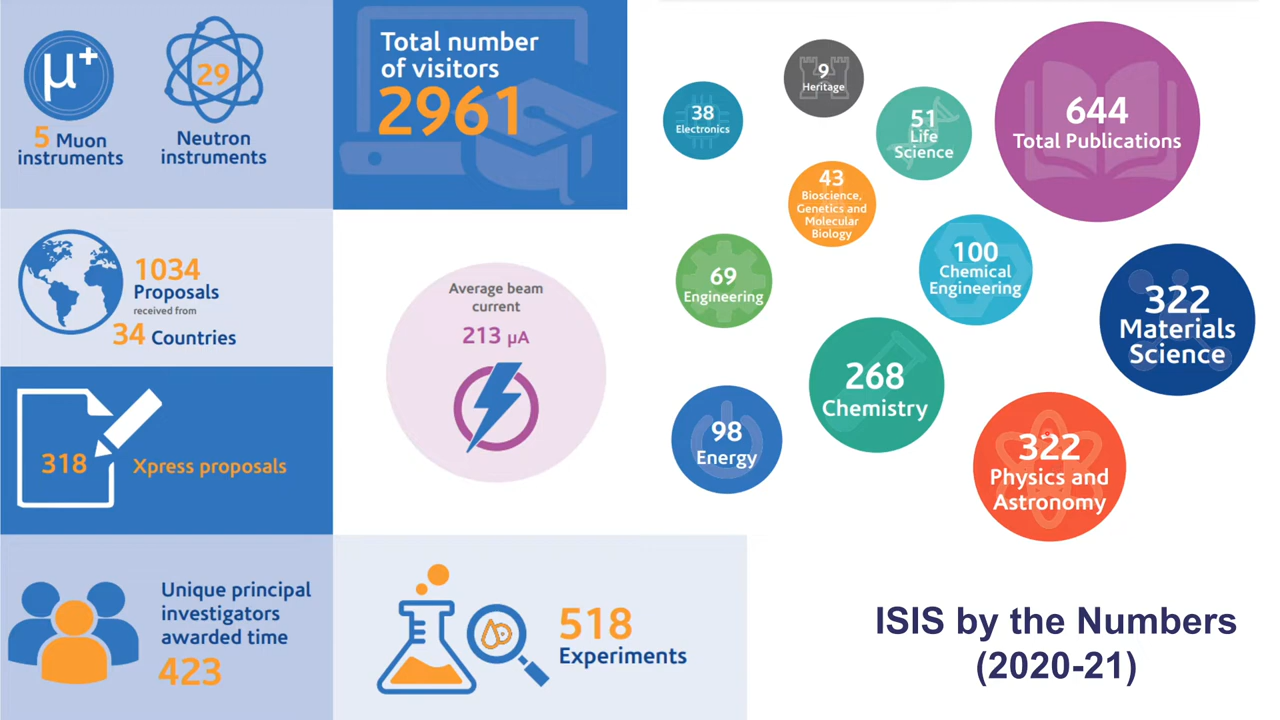 μ+
5 Muon
instruments
29
Neutron
instruments
Total number
of visitors
2961
1034
Proposals
received from
34 Countries
318
Xpress proposals
Unique principal
investigators
awarded time
423
Average beam
current
213 μA
518
Experiments
9
Heritage
38
Electronics
51
Life
Science
644
Total Publications
43
Bioscience,
Genetics and
Molecular
Biology
69
Engineering
100
Chemical
Engineering
322
Materials
Science
268
Chemistry
98
Energy
322
Physics and
Astronomy
ISIS by the Numbers
(2020-21)